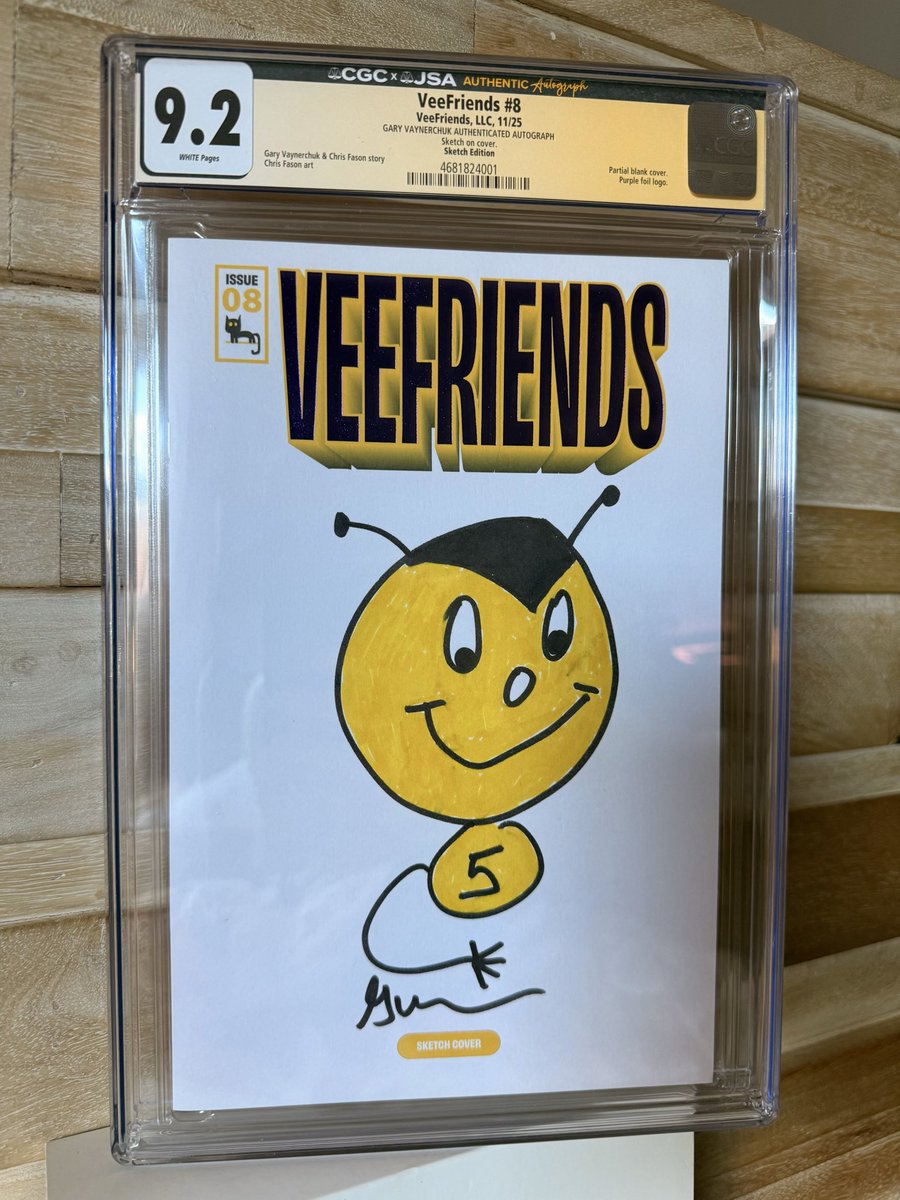 CGC x JSA AUTHENTIC Autograph
9.2
WHITE Pages
VeeFriends #8
VeeFriends, LLC, 11/25
GARY VAYNERCHUK AUTHENTICATED AUTOGRAPH
Sketch on cover.
Sketch Edition
4681824001
Gary Vaynerchuk & Chris Fason story
Chris Fason art
Partial blank cover.
Purple foil logo.
CGC
ISSUE
08
VEEFRIENDS
5
SKETCH COVER